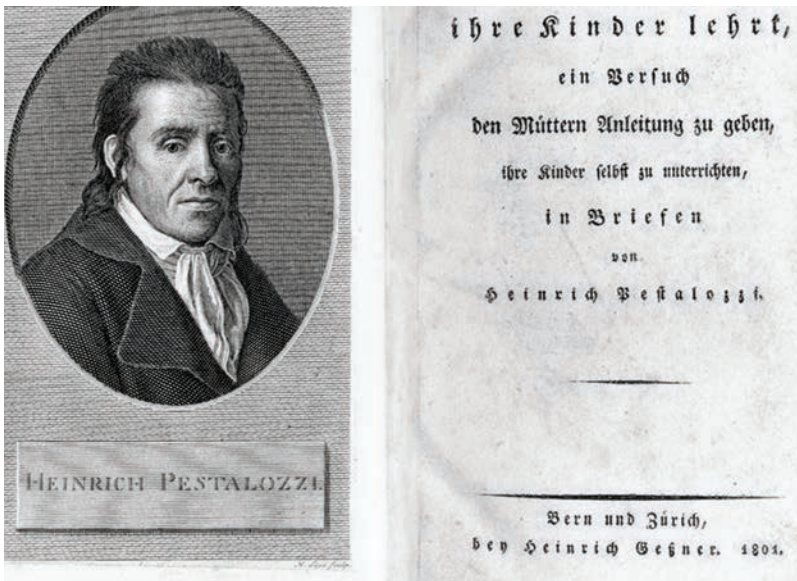 HEINRICH PESTALOZZI.
ihre Kinder lehrt,
ein Versuch
den Müttern Anleitung zu geben,
ihre Kinder selbst zu unterrichten,
in Briefen
von
Heinrich Pestalozzi.
Bern und Zürich,
bey Heinrich Geßner. 1801.